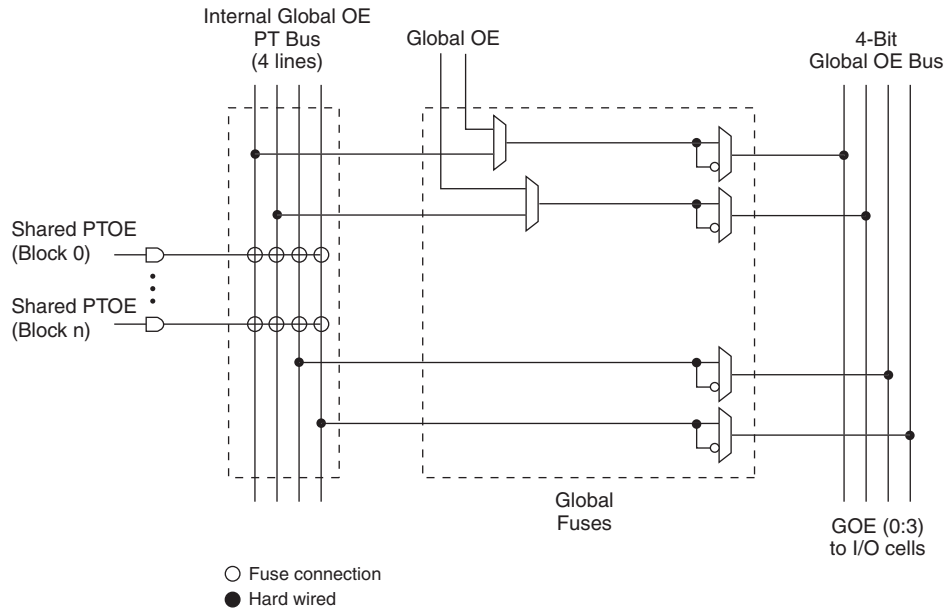 Internal Global OE
PT Bus
(4 lines)
Global OE
4-Bit
Global OE Bus
Shared PTOE
(Block 0)
Shared PTOE
(Block n)
Global
Fuses
GOE (0:3)
to I/O cells
Fuse connection
Hard wired